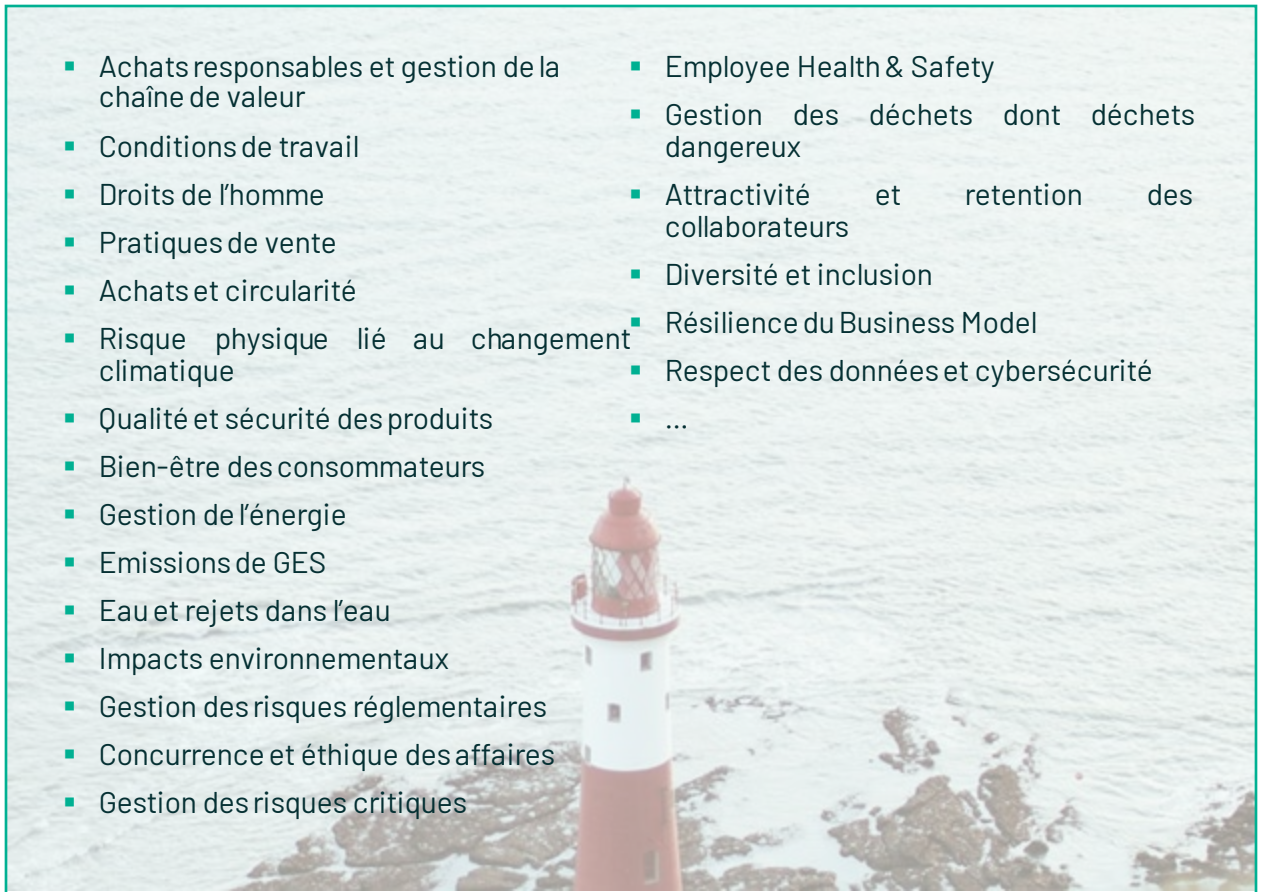 Achats responsables et gestion de la
chaîne de valeur
Conditions de travail
Droits de l'homme
Pratiques de vente
Achats et circularité
Risque physique lié au changement
climatique
Qualité et sécurité des produits
Bien-être des consommateurs
Gestion de l'énergie
Emissions de GES
Eau et rejets dans l'eau
Impacts environnementaux
Gestion des risques réglementaires
Concurrence et éthique des affaires
Gestion des risques critiques
Employee Health & Safety
Gestion des déchets dont déchets
dangereux
Attractivité et retention des
collaborateurs
Diversité et inclusion
Résilience du Business Model
Respect des données et cybersécurité
...